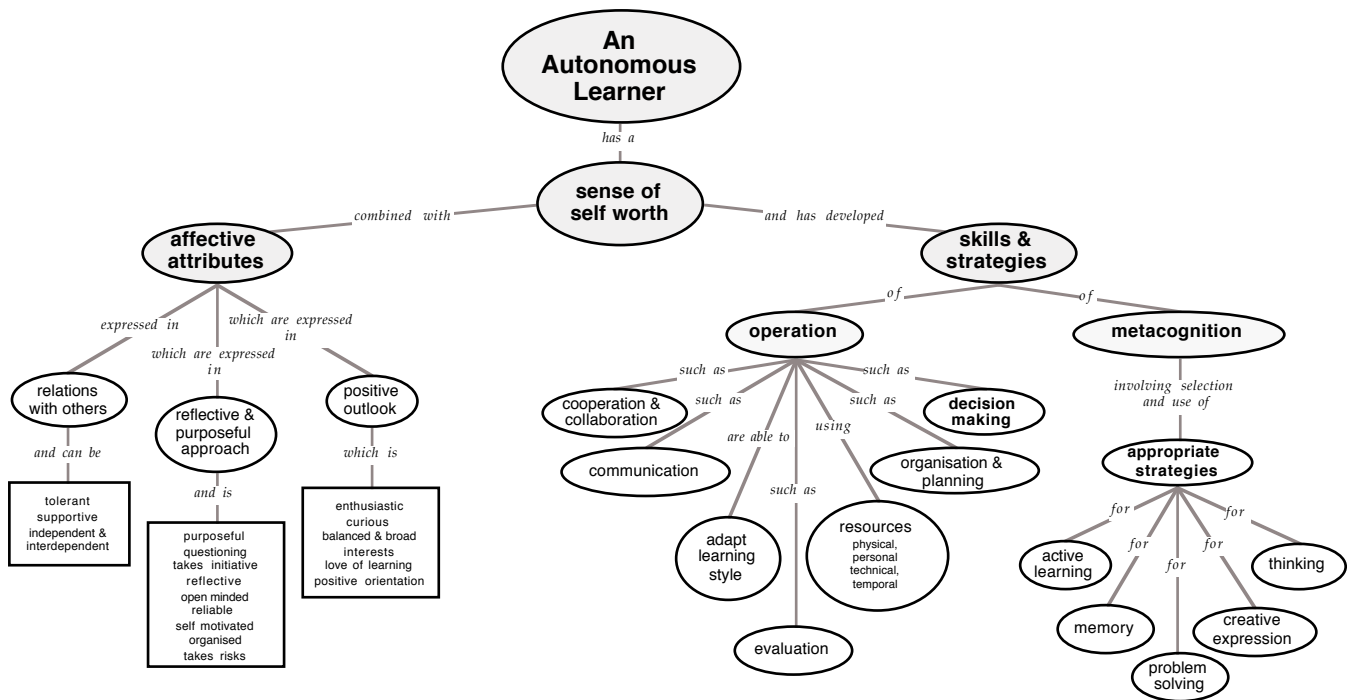 An
Autonomous
Learner
has a
sense of
self worth
combined with
and has developed
affective
attributes
skills &
strategies
expressed in
which are expressed
in
which are expressed
in
of
of
operation
metacognition
relations
with others
reflective &
purposeful
approach
positive
outlook
and can be
and is
which is
tolerant
supportive
independent &
interdependent
purposeful
questioning
takes initiative
reflective
open minded
reliable
self motivated
organised
takes risks
enthusiastic
curious
balanced & broad
interests
love of learning
positive orientation
such as
cooperation &
collaboration
such as
communication
are able to
adapt
learning
style
such as
evaluation
using
resources
physical,
personal
technical,
temporal
such as
organisation &
planning
such as
decision
making
involving selection
and use of
appropriate
strategies
for
active
learning
for
memory
for
problem
solving
for
creative
expression
for
thinking